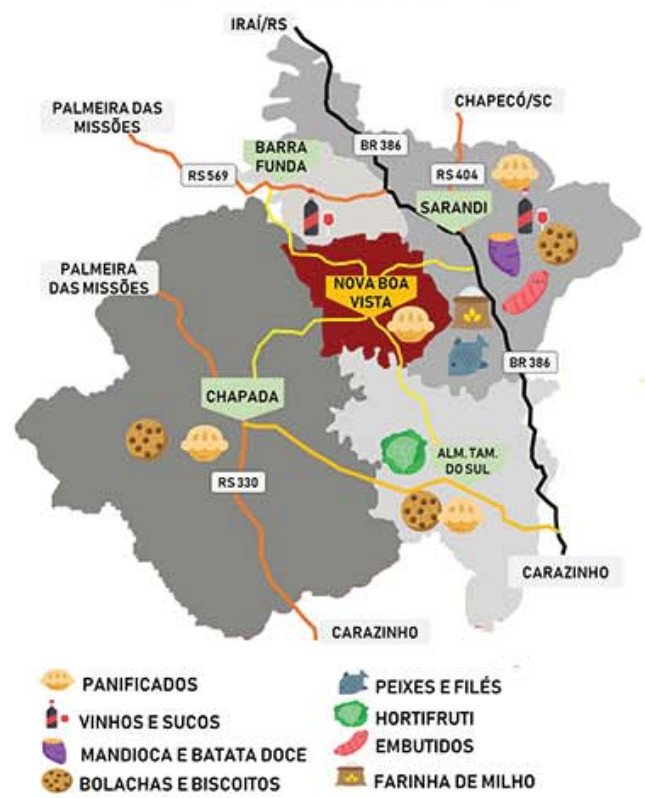 IRAÍ/RS
PALMEIRA DAS
MISSÕES
CHAPECÓ/SC
BARRA
FUNDA
BR 386
RS 569
RS 404
SARANDI
PALMEIRA
DAS MISSÕES
NOVA BOA
VISTA
BR 386
CHAPADA
ALM. TAM.
DO SUL
RS 330
CARAZINHO
CARAZINHO
PANIFICADOS
VINHOS E SUCOS
MANDIOCA E BATATA DOCE
BOLACHAS E BISCOITOS
PEIXES E FILÉS
HORTIFRUTI
EMBUTIDOS
FARINHA DE MILHO